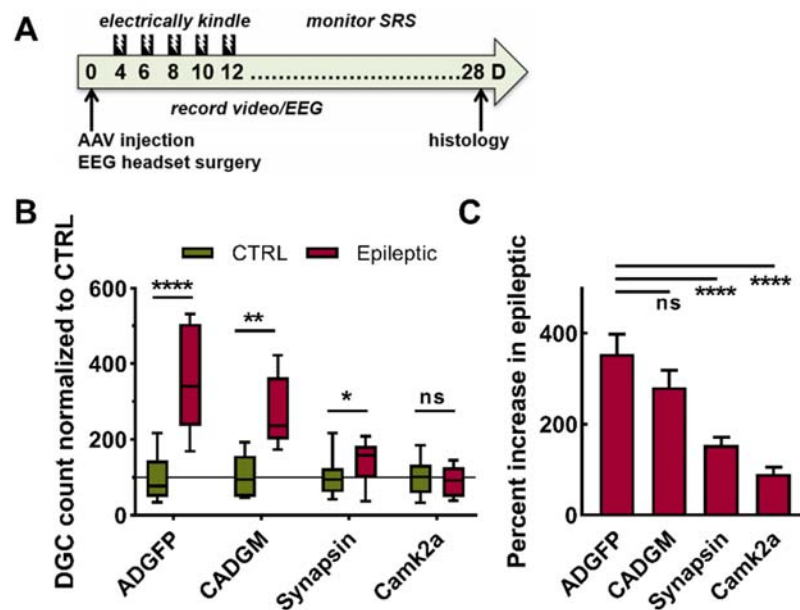 A
electrically kindle
monitor SRS
0 4 6 8 10 12 ................................28 D
record video/EEG
AAV injection
EEG headset surgery
histology
B
CTRL Epileptic
DGC count normalized to CTRL
600
400
200
0
****
**
*
ns
ADGFP
CADGM
Synapsin
Camk2a
C
Percent increase in epileptic
400
200
0
****
****
ns
ADGFP
CADGM
Synapsin
Camk2a